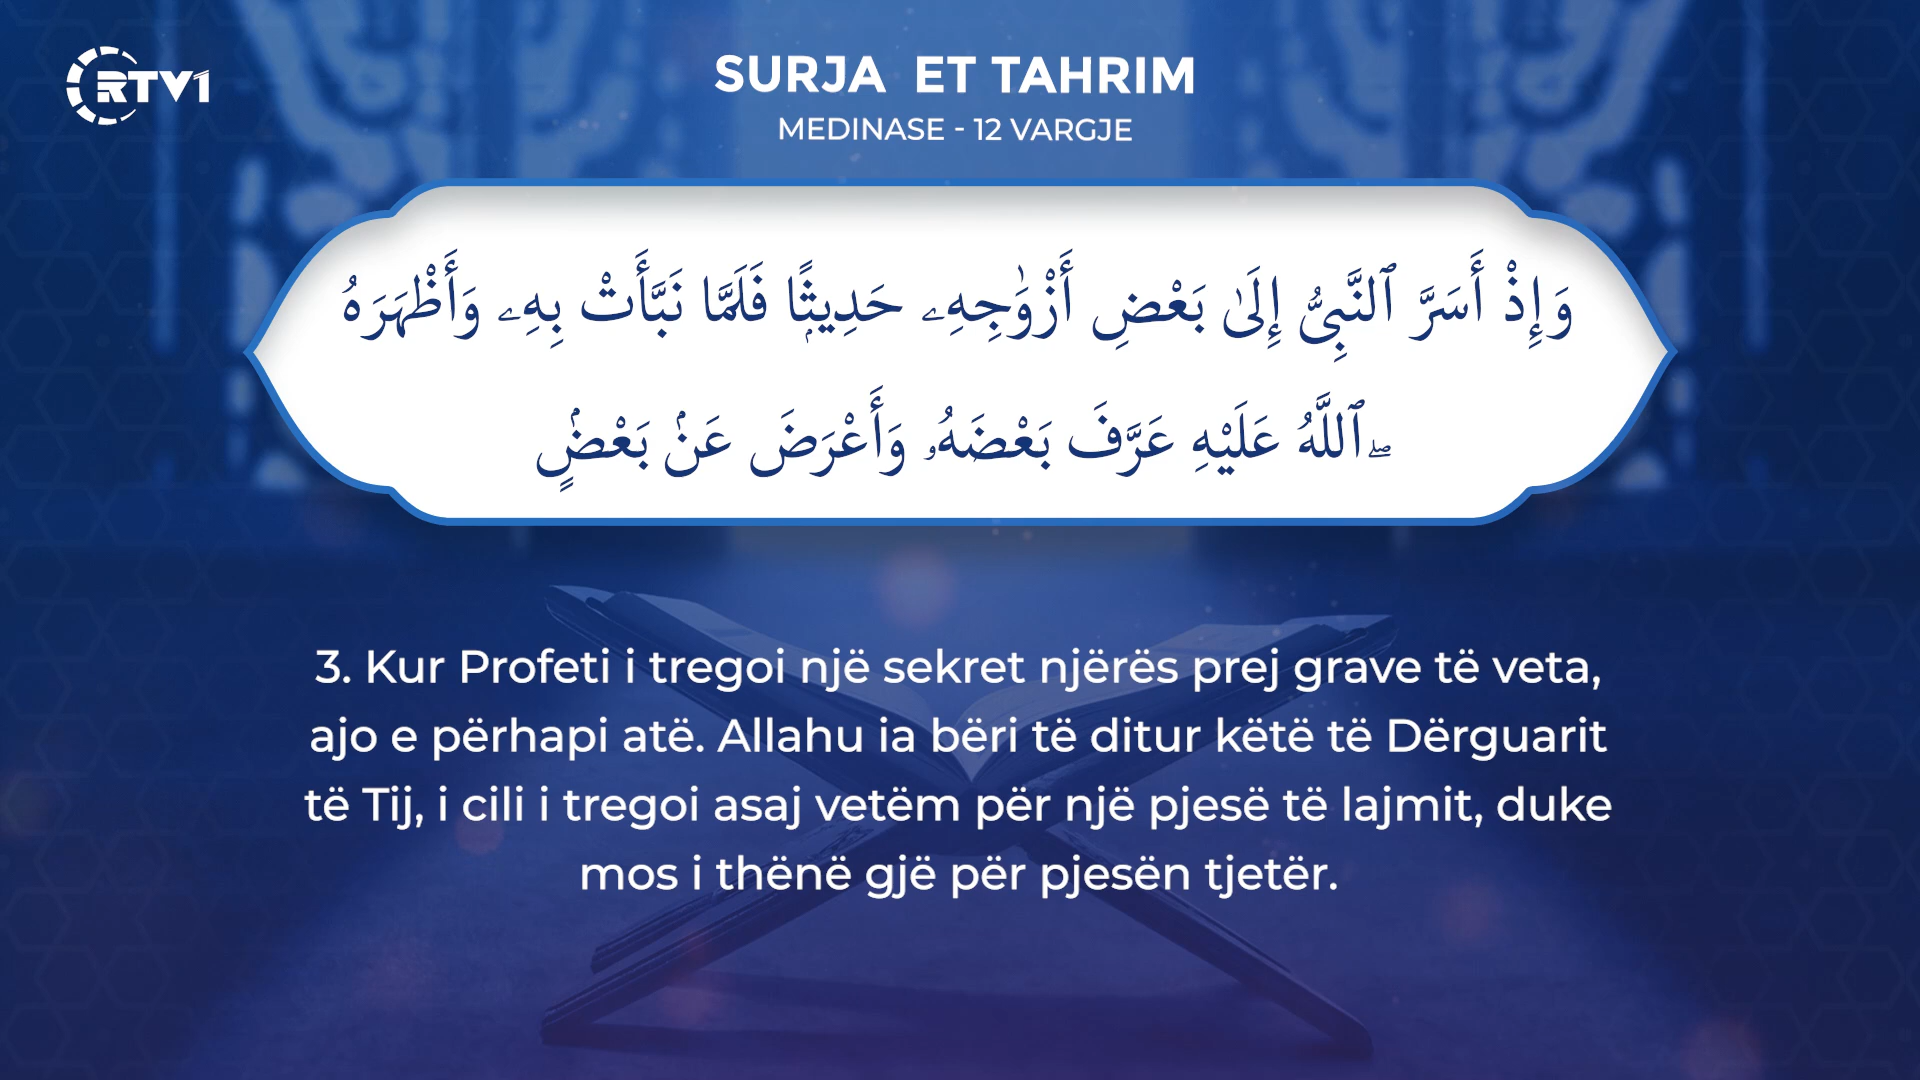 RTV1
SURJA ET TAHRIM
MEDINASE - 12 VARGJE
وَإِذْ أَسَرَّ ٱلنَّبِىُّ إِلَىٰ بَعْضِ أَزْوَٰجِهِۦ حَدِيثًۭا فَلَمَّا نَبَّأَتْ بِهِۦ وَأَظْهَرَهُ
ٱللَّهُ عَلَيْهِ عَرَّفَ بَعْضَهُۥ وَأَعْرَضَ عَنۢ بَعْضٍۢ ۖ
3. Kur Profeti i tregoi një sekret njërës prej grave të veta,
ajo e përhapi atë. Allahu ia bëri të ditur këtë të Dërguarit
të Tij, i cili i tregoi asaj vetëm për një pjesë të lajmit, duke
mos i thënë gjë për pjesën tjetër.